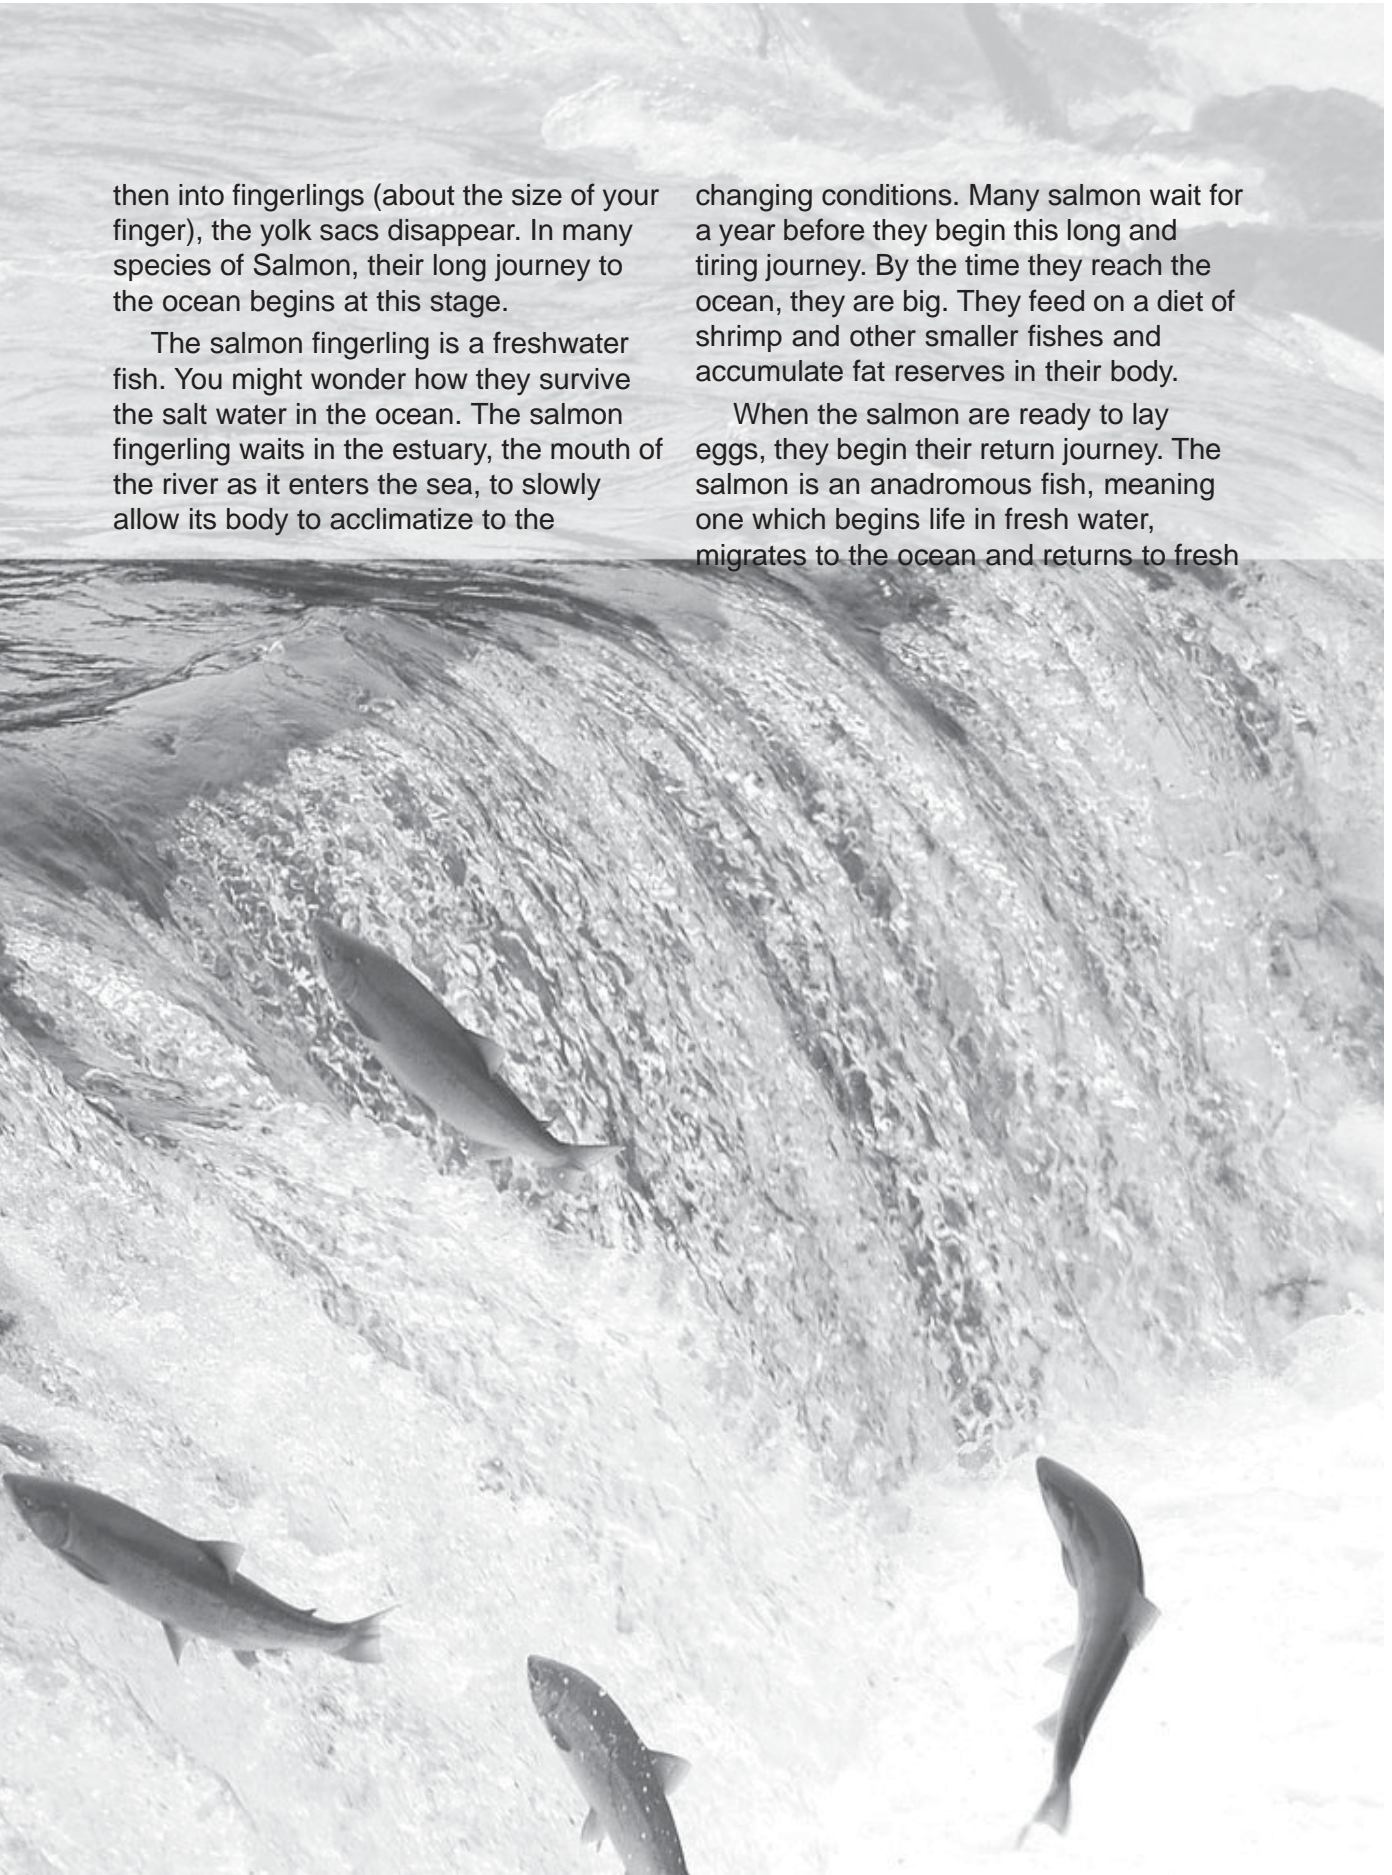 then into fingerlings (about the size of your
finger), the yolk sacs disappear. In many
species of Salmon, their long journey to
the ocean begins at this stage.
The salmon fingerling is a freshwater
fish. You might wonder how they survive
the salt water in the ocean. The salmon
fingerling waits in the estuary, the mouth of
the river as it enters the sea, to slowly
allow its body to acclimatize to the
changing conditions. Many salmon wait for
a year before they begin this long and
tiring journey. By the time they reach the
ocean, they are big. They feed on a diet of
shrimp and other smaller fishes and
accumulate fat reserves in their body.
When the salmon are ready to lay
eggs, they begin their return journey. The
salmon is an anadromous fish, meaning
one which begins life in fresh water,
migrates to the ocean and returns to fresh